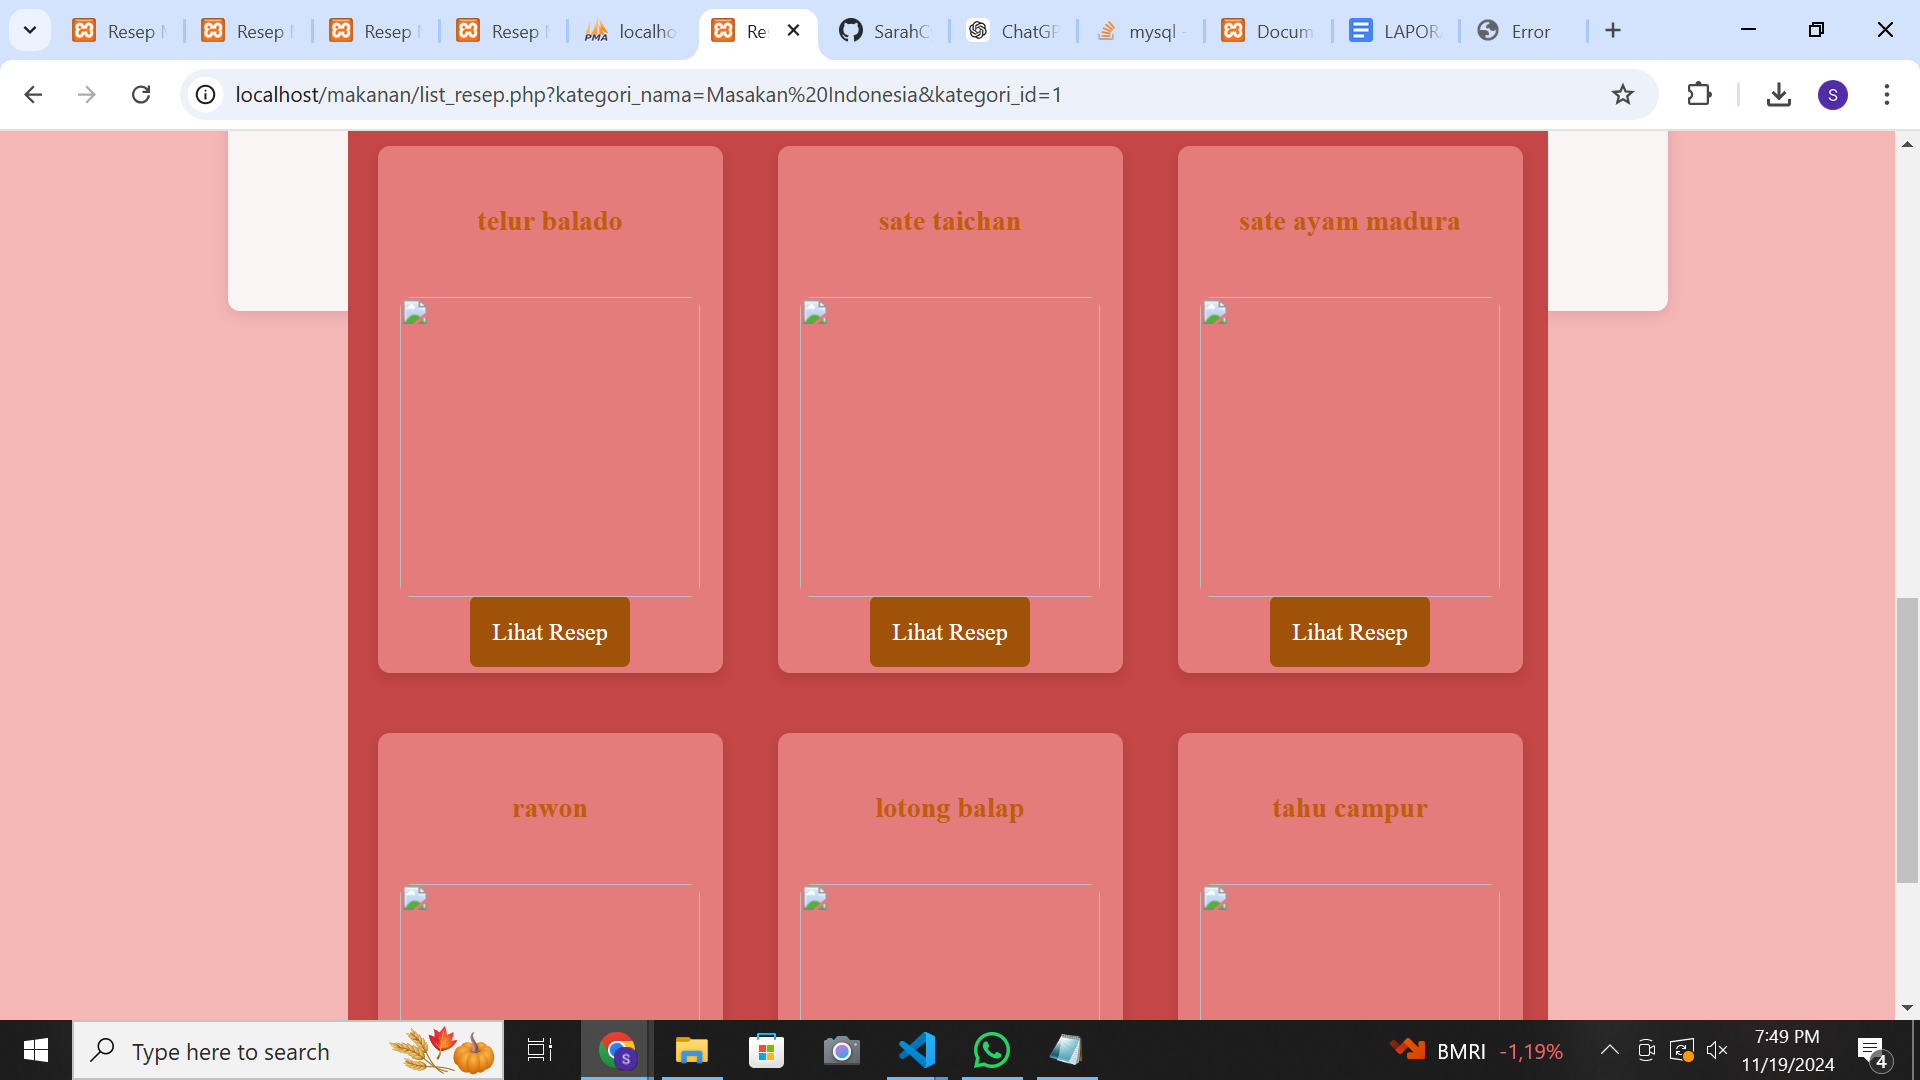 Resep
Resep
Resep
Resep
localho
Re
SarahC
ChatGP
mysql -
Docum
LAPOR
Error
localhost/makanan/list_resep.php?kategori_nama=Masakan%20Indonesia&kategori_id=1
S
telur balado
sate taichan
sate ayam madura
Lihat Resep
Lihat Resep
Lihat Resep
rawon
lotong balap
tahu campur
Type here to search
S
BMRI -1,19%
7:49 PM
11/19/2024
4